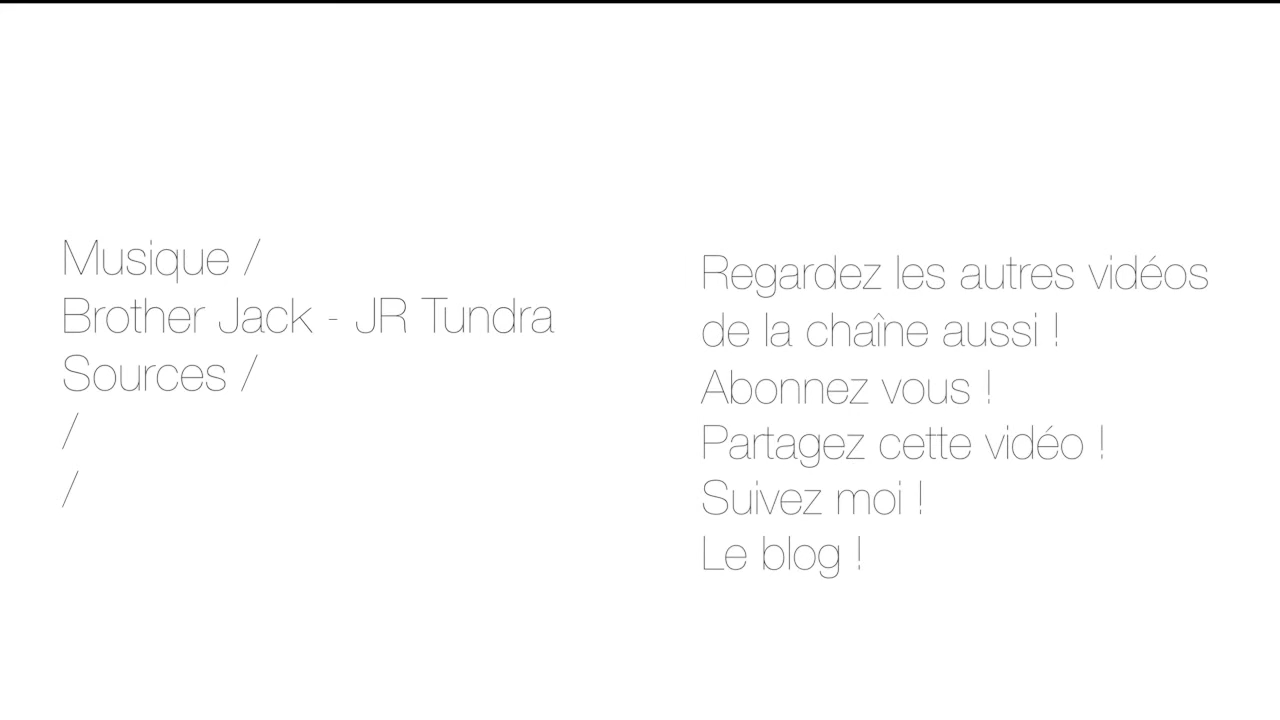 Musique /
Brother Jack - JR Tundra
Sources /
/
/
Regardez les autres vidéos
de la chaîne aussi !
Abonnez vous !
Partagez cette vidéo !
Suivez moi !
Le blog !